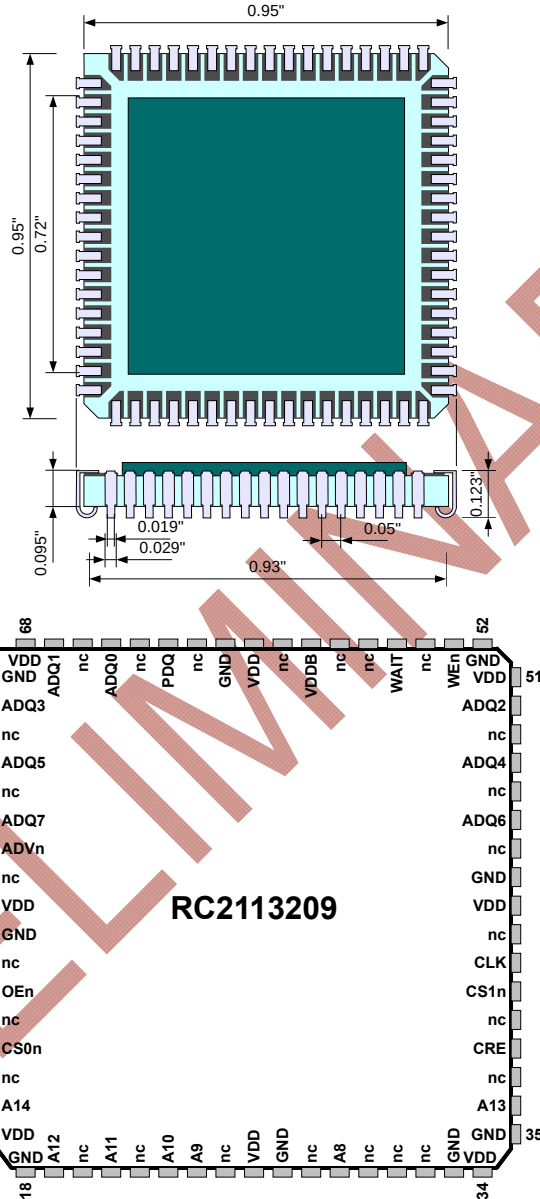 0.95"
0.95"
0.72"
0.095"
0.019"
0.029"
0.05"
0.123"
0.93"
68
52
VDD
ADQ1
nc
ADQ0
nc
PDQ
nc
GND
VDD
nc
VDDB
nc
nc
WAIT
nc
WEn
GND
GND
ADQ3
nc
ADQ5
nc
ADQ7
ADVn
nc
VDD
GND
nc
OEn
nc
CS0n
nc
A14
VDD
RC2113209
VDD
51
ADQ2
nc
ADQ4
nc
ADQ6
nc
GND
VDD
nc
CLK
CS1n
nc
CRE
nc
A13
GND
35
GND
A12
nc
A11
nc
A10
A9
nc
VDD
GND
nc
A8
nc
nc
nc
GND
VDD
18
34